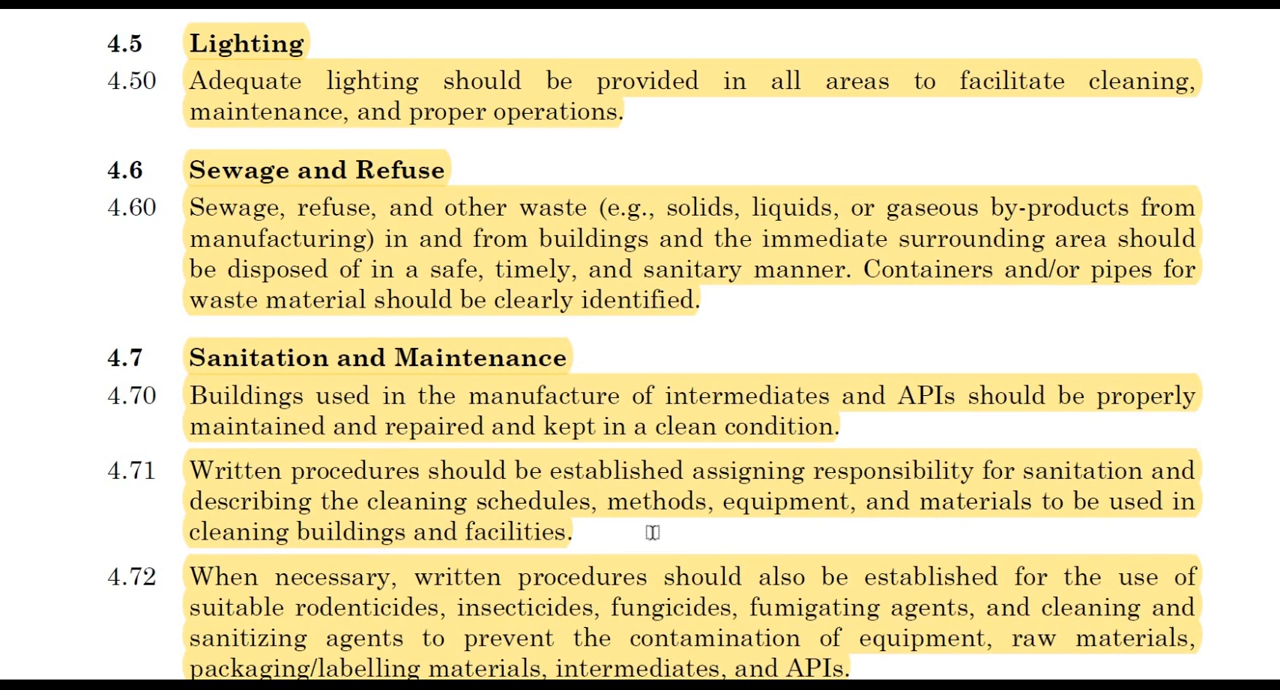 4.5 Lighting
4.50 Adequate lighting should be provided in all areas to facilitate cleaning,
maintenance, and proper operations.
4.6 Sewage and Refuse
4.60 Sewage, refuse, and other waste (e.g., solids, liquids, or gaseous by-products from
manufacturing) in and from buildings and the immediate surrounding area should
be disposed of in a safe, timely, and sanitary manner. Containers and/or pipes for
waste material should be clearly identified.
4.7 Sanitation and Maintenance
4.70 Buildings used in the manufacture of intermediates and APIs should be properly
maintained and repaired and kept in a clean condition.
4.71 Written procedures should be established assigning responsibility for sanitation and
describing the cleaning schedules, methods, equipment, and materials to be used in
cleaning buildings and facilities.
4.72 When necessary, written procedures should also be established for the use of
suitable rodenticides, insecticides, fungicides, fumigating agents, and cleaning and
sanitizing agents to prevent the contamination of equipment, raw materials,
packaging/labelling materials, intermediates, and APIs.